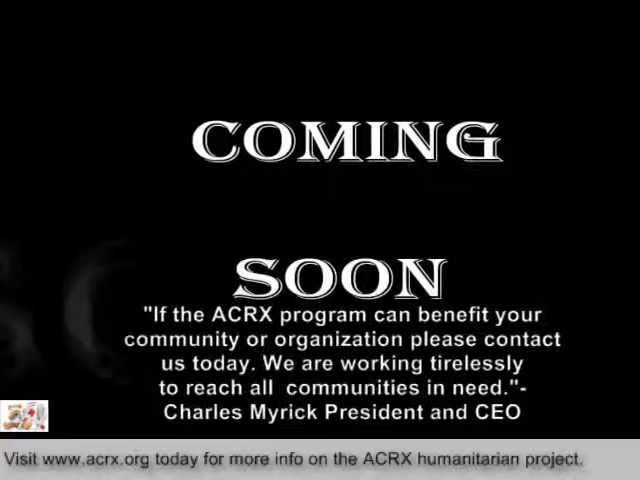 COMING
SOON
"If the ACRX program can benefit your
community or organization please contact
us today. We are working tirelessly
to reach all communities in need."-
Charles Myrick President and CEO
Visit www.acrx.org today for more info on the ACRX humanitarian project.